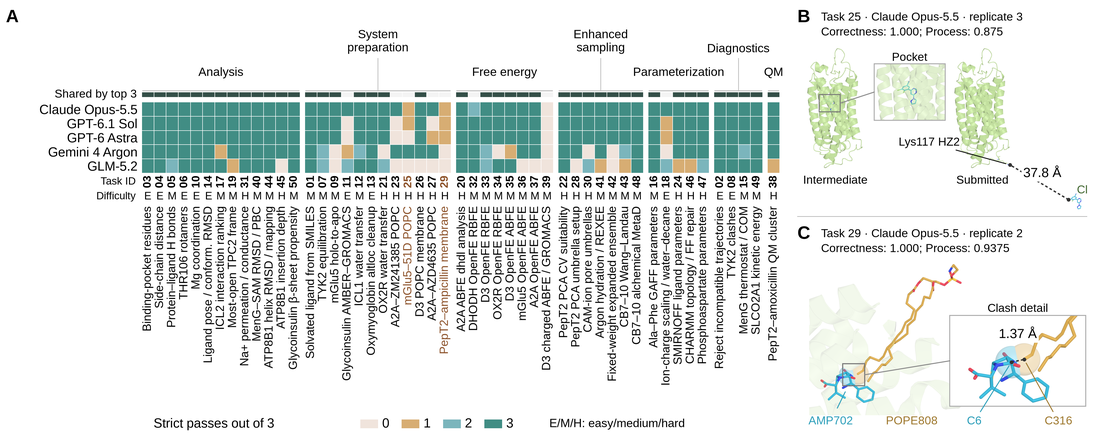 A
Analysis
System
preparation
Free energy
Enhanced
sampling
Parameterization
Diagnostics
QM
Shared by top 3
Claude Opus-5.5
GPT-6.1 Sol
GPT-6 Astra
Gemini 4 Argon
GLM-5.2
Task ID
03 04 05 06 10 14 17 19 31 40 44 45 50 01 07 09 11 12 13 21 23 25 26 27 29 20 32 33 34 35 36 37 39 22 28 30 41 42 43 48 16 18 24 46 47 02 08 15 49 38
Difficulty
Binding-pocket residues
Side-chain distance
Protein–ligand H bonds
THR106 rotamers
Mg coordination
Ligand pose / conform. RMSD
ICL2 interaction ranking
Most-open TPC2 frame
Na+ permeation / conductance
MenG–SAM RMSD / PBC
ATP8B1 helix RMSD / mapping
ATP8B1 insertion depth
Glycoinsulin β-sheet propensity
Solvated ligand from SMILES
TYK2 equilibration
mGlu5 holo-to-apo
Glycoinsulin AMBER–GROMACS
ICL1 water transfer
Oxymyoglobin altloc cleanup
OX2R water transfer
A2A–ZM241385 POPC
mGlu5–51D POPC
D3 POPC membrane
A2A–AZD4635 POPC
PepT2–ampicillin membrane
A2A ABFE dhdl analysis
DHODH OpenFE RBFE
D3 OpenFE RBFE
OX2R OpenFE RBFE
A2A OpenFE ABFE
mGlu5 OpenFE ABFE
D3 OpenFE ABFE
D3 charged ABFE / GROMACS
PepT2 PCA CV suitability
PepT2 PCA umbrella setup
CAM-pore ion umbrellas
Argon hydration / REXEE
Fixed-weight expanded ensemble
CB7–10 Wang–Landau
CB7–10 alchemical MetaD
Ala–Phe GAFF parameters
Ion-charge scaling / water-decane
SMIRNOFF ligand parameters
CHARMM topology / FF repair
Phosphoaspartate parameters
Reject incompatible trajectories
TYK2 clashes
MenG thermostat / COM
SLCO2A1 kinetic energy
PepT2–amoxicillin QM cluster
Strict passes out of 3
0 1 2 3
E/M/H: easy/medium/hard
B
Task 25 · Claude Opus-5.5 · replicate 3
Correctness: 1.000; Process: 0.875
Pocket
Lys117 HZ2
37.8 Å
Cl
Intermediate
Submitted
C
Task 29 · Claude Opus-5.5 · replicate 2
Correctness: 1.000; Process: 0.9375
Clash detail
1.37 Å
AMP702
POPE808
C6
C316